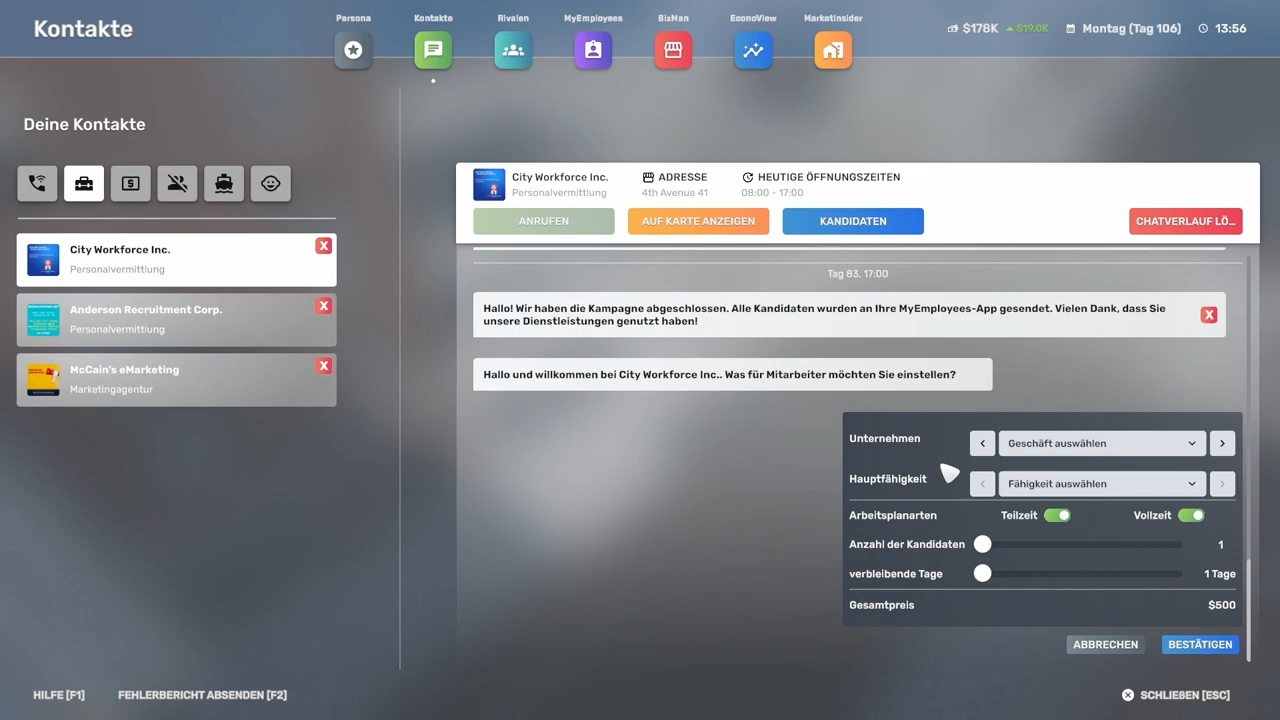 Kontakte
Persona
Kontakte
Rivalen
MyEmployees
BizMan
EconoView
MarketInsider
$178K
$19.0K
Montag (Tag 106)
13:56
Deine Kontakte
City Workforce Inc.
Personalvermittlung
X
Anderson Recruitment Corp.
Personalvermittlung
X
McCain's eMarketing
Marketingagentur
X
City Workforce Inc.
Personalvermittlung
ADRESSE
4th Avenue 41
HEUTIGE ÖFFNUNGSZEITEN
08:00 - 17:00
ANRUFEN
AUF KARTE ANZEIGEN
KANDIDATEN
CHATVERLAUF LÖ...
Tag 83, 17:00
Hallo! Wir haben die Kampagne abgeschlossen. Alle Kandidaten wurden an Ihre MyEmployees-App gesendet. Vielen Dank, dass Sie
unsere Dienstleistungen genutzt haben!
X
Hallo und willkommen bei City Workforce Inc.. Was für Mitarbeiter möchten Sie einstellen?
Unternehmen
Geschäft auswählen
Hauptfähigkeit
Fähigkeit auswählen
Arbeitsplanarten
Teilzeit
Vollzeit
Anzahl der Kandidaten
1
verbleibende Tage
1 Tage
Gesamtpreis
$500
ABBRECHEN
BESTÄTIGEN
HILFE [F1]
FEHLERBERICHT ABSENDEN [F2]
SCHLIEßEN [ESC]